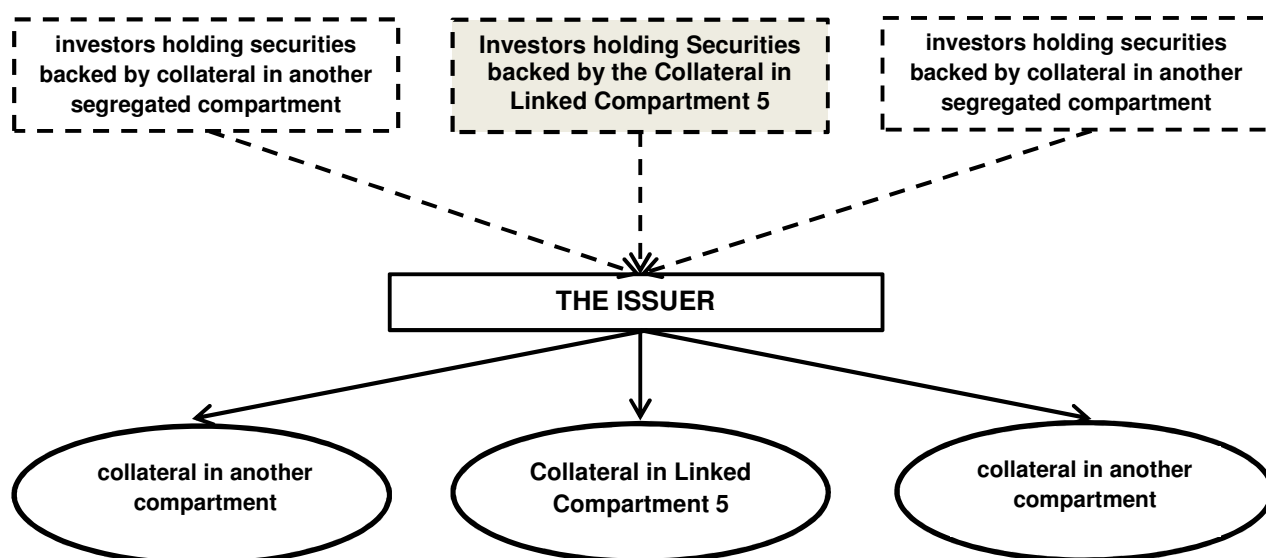 investors holding securities
backed by collateral in another
segregated compartment
Investors holding Securities
backed by the Collateral in
Linked Compartment 5
investors holding securities
backed by collateral in another
segregated compartment
THE ISSUER
collateral in another
compartment
Collateral in Linked
Compartment 5
collateral in another
compartment